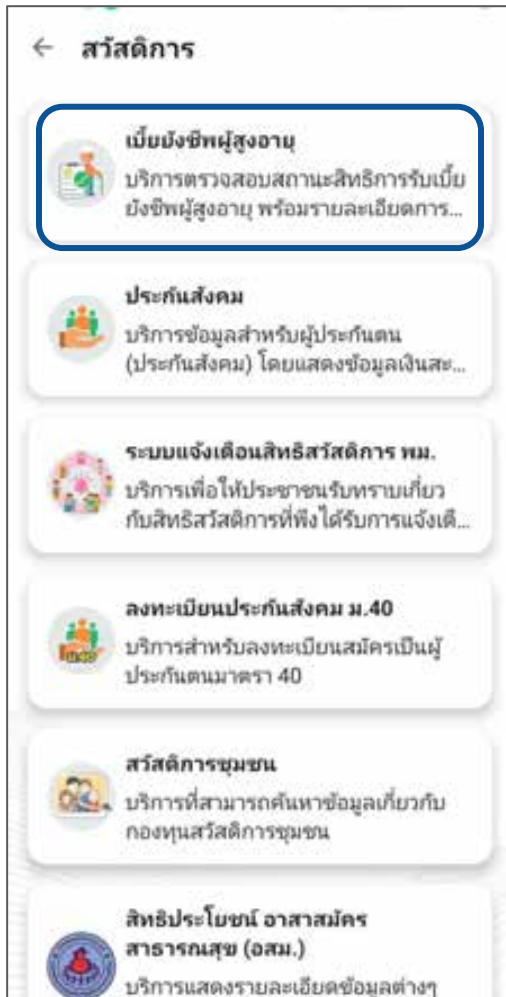 ← สวัสดิการ
เบี้ยยังชีพผู้สูงอายุ
บริการตรวจสอบสถานะสิทธิการรับเบี้ย
ยังชีพผู้สูงอายุ พร้อมรายละเอียดการ...
ประกันสังคม
บริการข้อมูลสำหรับผู้ประกันตน
(ประกันสังคม) โดยแสดงข้อมูลเงินสะ...
ระบบแจ้งเตือนสิทธิสวัสดิการ พม.
บริการเพื่อให้ประชาชนรับทราบเกี่ยว
กับสิทธิสวัสดิการที่พึงได้รับการแจ้งเตื...
ลงทะเบียนประกันสังคม ม.40
ม.40
บริการสำหรับลงทะเบียนสมัครเป็นผู้
ประกันตนมาตรา 40
สวัสดิการชุมชน
บริการที่สามารถค้นหาข้อมูลเกี่ยวกับ
กองทุนสวัสดิการชุมชน
สิทธิประโยชน์ อาสาสมัคร
สาธารณสุข (อสม.)
บริการแสดงรายละเอียดข้อมูลต่างๆ